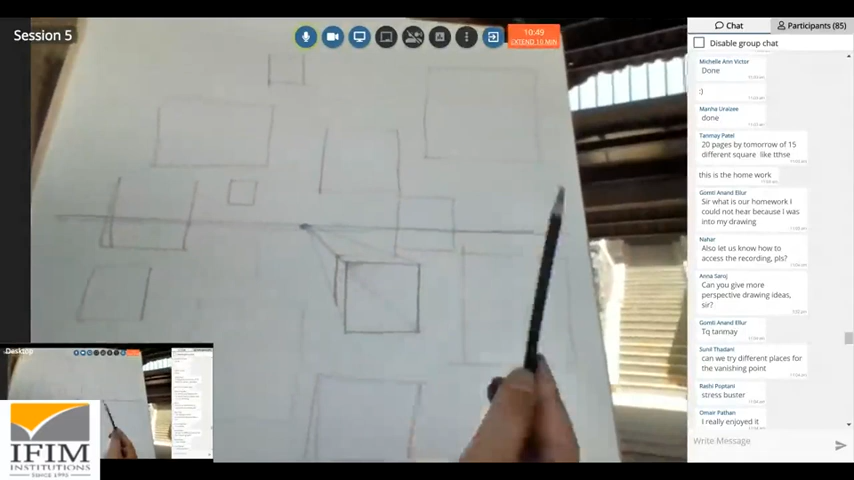 Session 5
10:49
EXTEND 10 MIN
Chat
Participants (85)
Disable group chat
Michelle Ann Victor
Done
:)
done
Tanmay Patel
20 pages by tomorrow of 15
different square like tthse
this is the home work
Gomti Anand Ellur
Sir what is our homework I
could not hear because I was
into my drawing
Nahar
Also let us know how to
access the recording, pls?
Anna Saroj
Can you give more
perspective drawing ideas,
sir?
Gomti Anand Ellur
Tq tanmay
Sunil Thadani
can we try different places for
the vanishing point
Rashi Poptani
stress buster
Omair Pathan
I really enjoyed it
Write Message
Desktop
IFIM
INSTITUTIONS
SINCE 1995